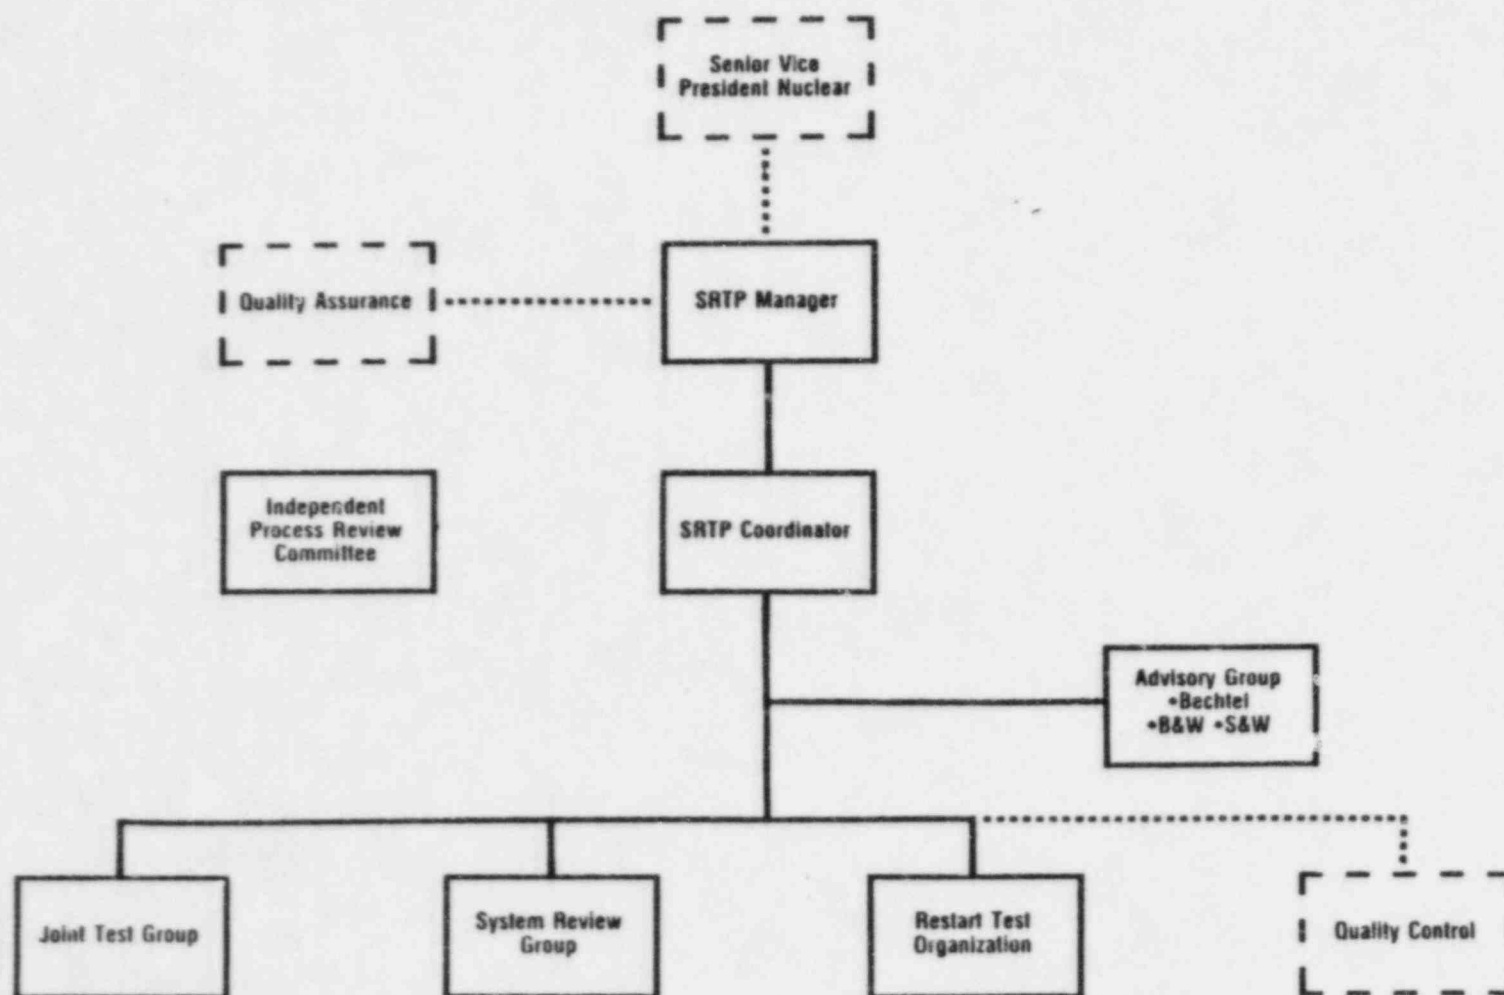 Senior Vice
President Nuclear
Quality Assurance
SRTP Manager
Independent
Process Review
Committee
SRTP Coordinator
Advisory Group
•Bechtel
•B&W •S&W
Joint Test Group
System Review
Group
Restart Test
Organization
Quality Control